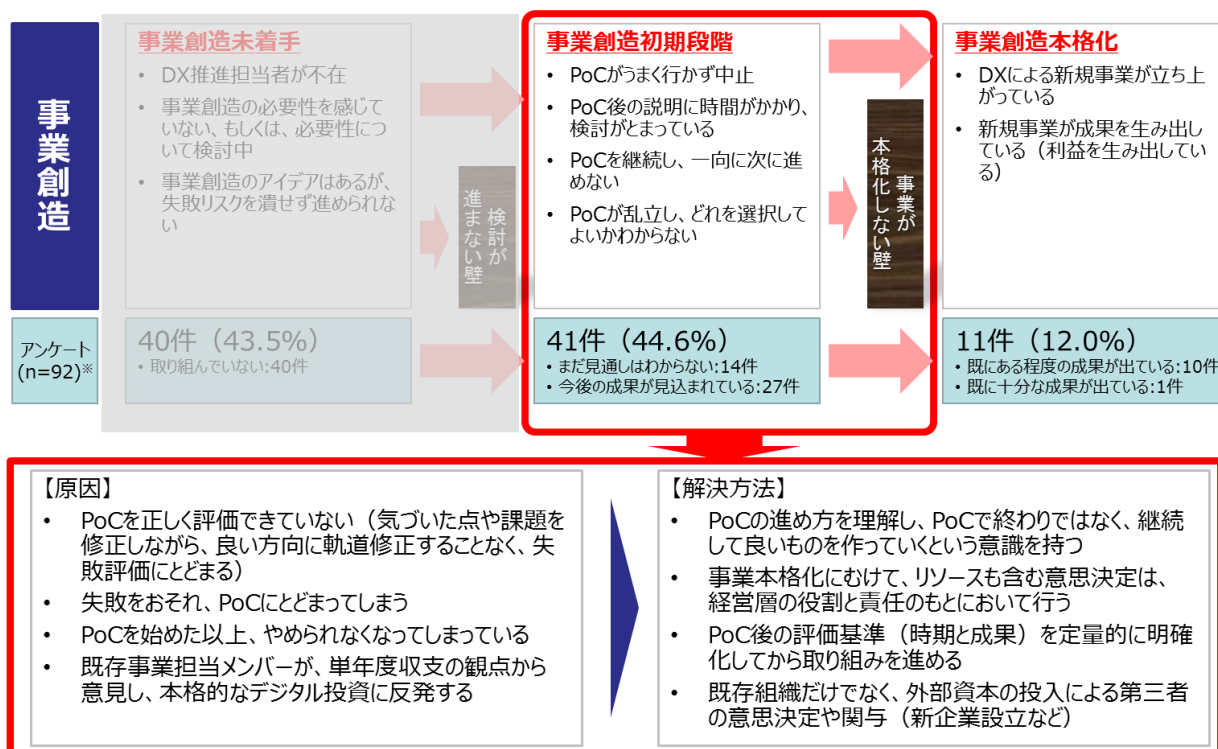 事業創造
事業創造未着手
• DX推進担当者が不在
• 事業創造の必要性を感じて
いない、もしくは、必要性につ
いて検討中
• 事業創造のアイデアはあるが、
失敗リスクを潰せず進められな
い
検討が
進まない壁
事業創造初期段階
• PoCがうまく行かず中止
• PoC後の説明に時間がかかり、
検討がとまっている
• PoCを継続し、一向に次に進
めない
• PoCが乱立し、どれを選択して
よいかわからない
事業が
本格化しない壁
事業創造本格化
• DXによる新規事業が立ち上
がっている
• 新規事業が成果を生み出し
ている（利益を生み出してい
る）
アンケート
(n=92)※
40件（43.5%）
• 取り組んでいない:40件
41件（44.6%）
• まだ見通しはわからない:14件
• 今後の成果が見込まれている:27件
11件（12.0%）
• 既にある程度の成果が出ている:10件
• 既に十分な成果が出ている:1件
【原因】
• PoCを正しく評価できていない（気づいた点や課題を
修正しながら、良い方向に軌道修正することなく、失
敗評価にとどまる）
• 失敗をおそれ、PoCにとどまってしまう
• PoCを始めた以上、やめられなくなってしまっている
• 既存事業担当メンバーが、単年度収支の観点から
意見し、本格的なデジタル投資に反発する
【解決方法】
• PoCの進め方を理解し、PoCで終わりではなく、継続
して良いものを作っていくという意識を持つ
• 事業本格化にむけて、リソースも含む意思決定は、
経営層の役割と責任のもとにおいて行う
• PoC後の評価基準（時期と成果）を定量的に明確
化してから取り組みを進める
• 既存組織だけでなく、外部資本の投入による第三者
の意思決定や関与（新企業設立など）